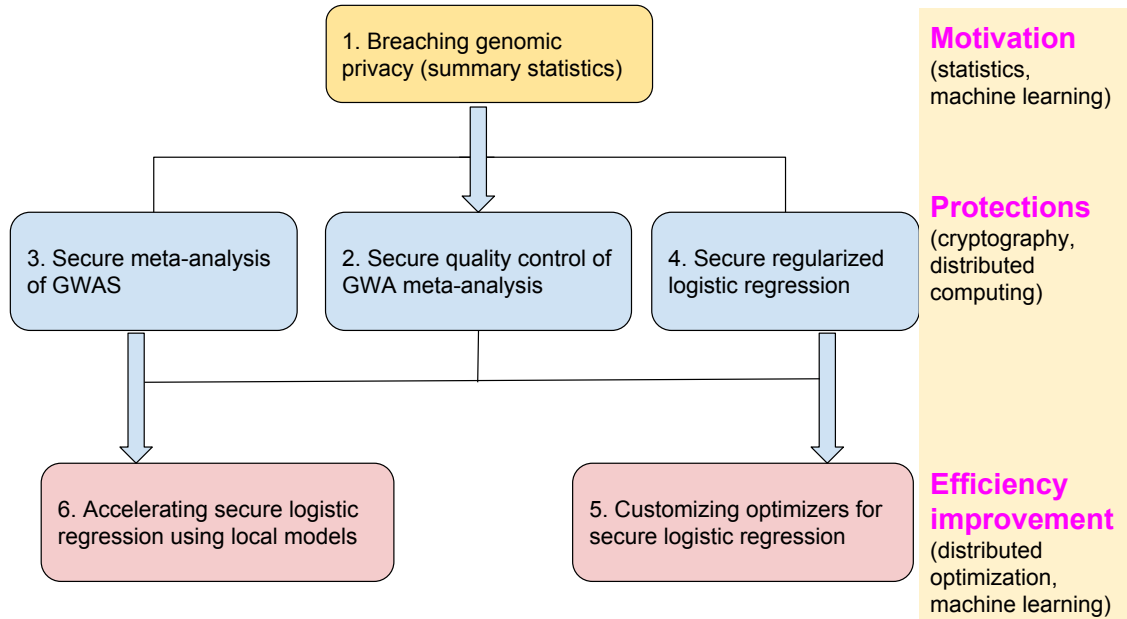 1. Breaching genomic
privacy (summary statistics)
Motivation
(statistics,
machine learning)
3. Secure meta-analysis
of GWAS
2. Secure quality control of
GWA meta-analysis
4. Secure regularized
logistic regression
Protections
(cryptography,
distributed
computing)
6. Accelerating secure logistic
regression using local models
5. Customizing optimizers for
secure logistic regression
Efficiency
improvement
(distributed
optimization,
machine learning)